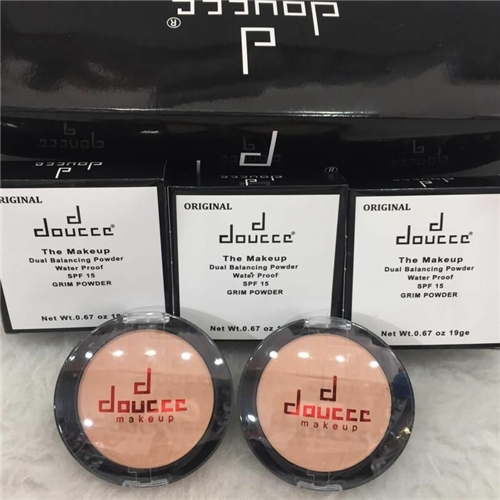 doucce®
d
doucce
d
ORIGINAL
d
doucce®
The Makeup
Dual Balancing Powder
Water Proof
SPF 15
GRIM POWDER
Net Wt.0.67 oz 19
ORIGINAL
d
doucce®
The Makeup
Dual Balancing Powder
Water Proof
SPF 15
GRIM POWDER
Net Wt.0.67 oz 1
ORIGINAL
d
doucce®
The Makeup
Dual Balancing Powder
Water Proof
SPF 15
GRIM POWDER
Net Wt.0.67 oz 19ge
d
doucce
makeup
d
doucce
makeup